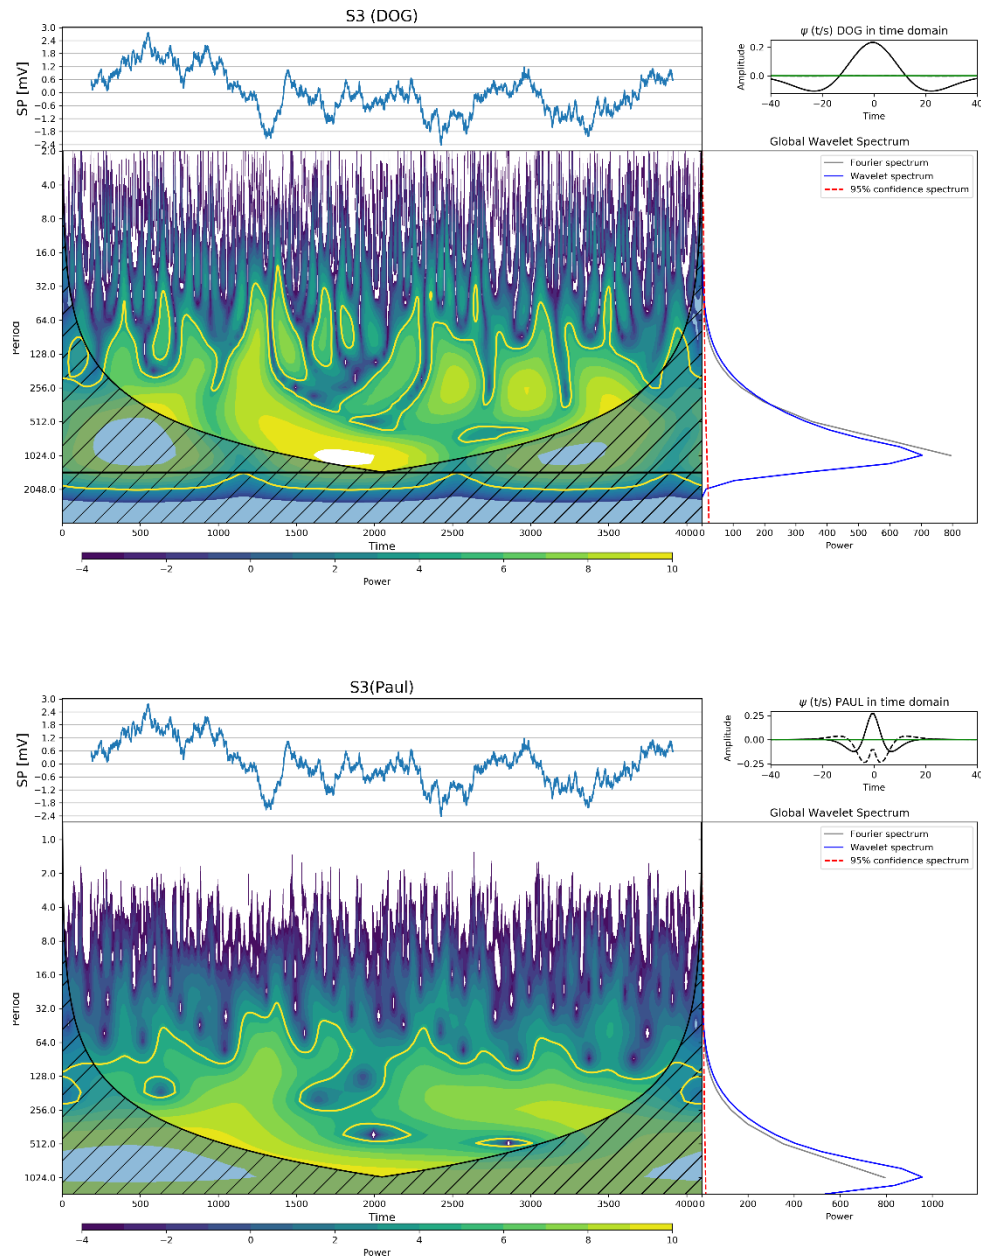 S3 (DOG)
SP [mV]
3.0
2.4
1.8
1.2
0.6
0.0
−0.6
−1.2
−1.8
−2.4
ψ (t/s) DOG in time domain
Amplitude
0.2
0.0
−40 −20 0 20 40
Time
Global Wavelet Spectrum
Fourier spectrum
Wavelet spectrum
95% confidence spectrum
Period
2.0
4.0
8.0
16.0
32.0
64.0
128.0
256.0
512.0
1024.0
2048.0
0 500 1000 1500 2000 2500 3000 3500 4000
Time
100 200 300 400 500 600 700 800
Power
−4 −2 0 2 4 6 8 10
Power
S3(Paul)
SP [mV]
3.0
2.4
1.8
1.2
0.6
0.0
−0.6
−1.2
−1.8
−2.4
ψ (t/s) PAUL in time domain
Amplitude
0.25
0.00
−0.25
−40 −20 0 20 40
Time
Global Wavelet Spectrum
Fourier spectrum
Wavelet spectrum
95% confidence spectrum
Period
1.0
2.0
4.0
8.0
16.0
32.0
64.0
128.0
256.0
512.0
1024.0
0 500 1000 1500 2000 2500 3000 3500 4000
Time
0 200 400 600 800 1000
Power
−4 −2 0 2 4 6 8 10
Power